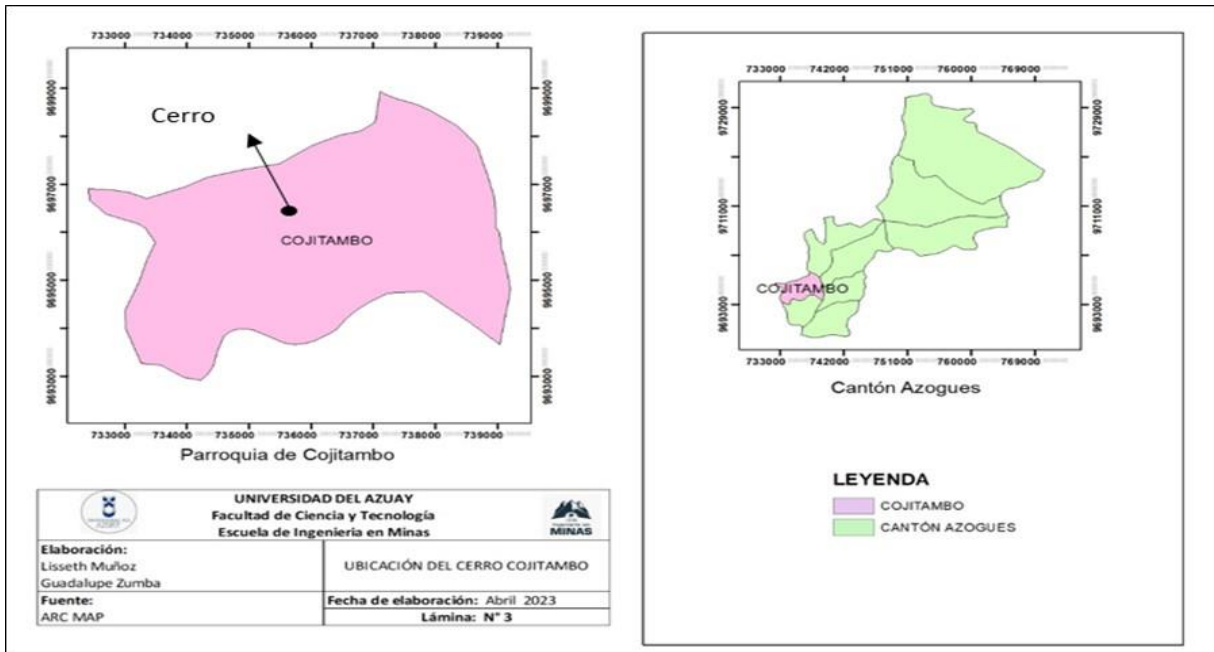 733000 734000 735000 736000 737000 738000 739000
9699000
9699000
Cerro
9697000
9697000
COJITAMBO
9695000
9695000
9693000
9693000
733000 734000 735000 736000 737000 738000 739000
Parroquia de Cojitambo
UNIVERSIDAD DEL AZUAY
Facultad de Ciencia y Tecnología
Escuela de Ingeniería en Minas
MINAS
Elaboración:
Lisseth Muñoz
Guadalupe Zumba
UBICACIÓN DEL CERRO COJITAMBO
Fuente:
ARC MAP
Fecha de elaboración: Abril 2023
Lámina: N° 3
733000 742000 751000 760000 769000
9729000
9729000
9711000
9711000
COJITAMBO
9693000
9693000
733000 742000 751000 760000 769000
Cantón Azogues
LEYENDA
COJITAMBO
CANTÓN AZOGUES